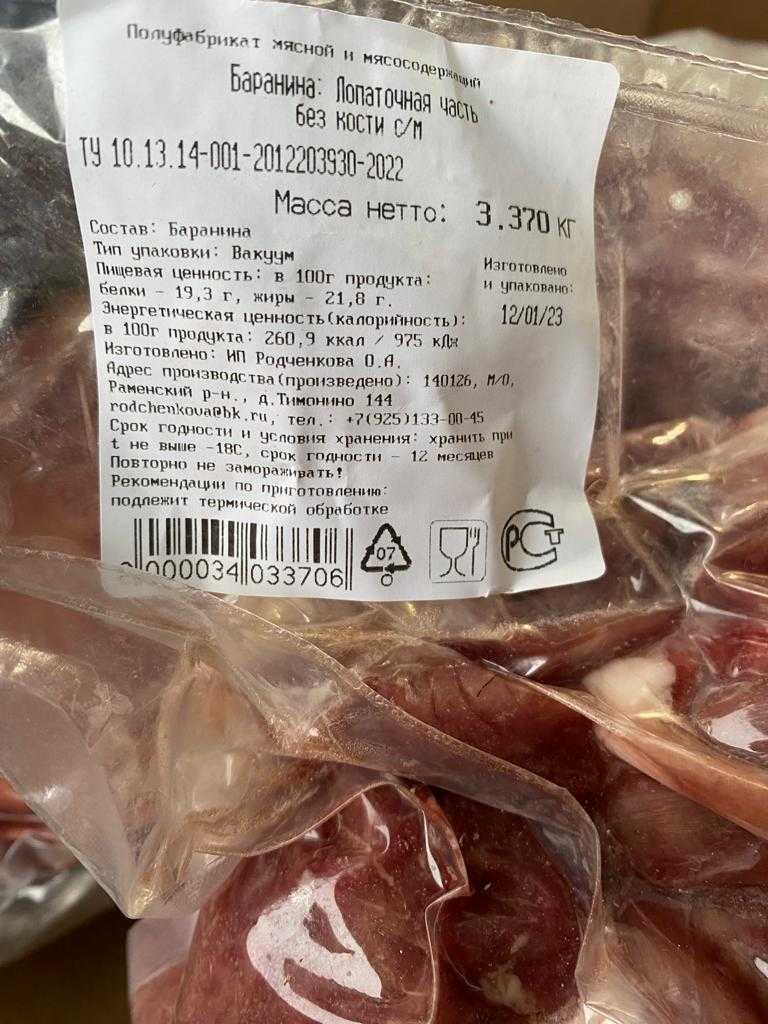 Полуфабрикат мясной и мясосодержащий
Баранина: Лопаточная часть
без кости с/м
ТУ 10.13.14-001-2012203930-2022
Масса нетто: 3.370 кг
Состав: Баранина
Тип упаковки: Вакуум
Пищевая ценность: в 100г продукта:
белки - 19,3 г, жиры - 21,8 г.
Энергетическая ценность(калорийность):
в 100г продукта: 260,9 ккал / 975 кДж
Изготовлено
и упаковано:
12/01/23
Изготовлено: ИП Родченкова О.А.
Адрес производства(произведено): 140126, М/О,
Раменский р-н., д.Тимонино 144
rodchenkova@bk.ru, тел.: +7(925)133-00-45
Срок годности и условия хранения: хранить при
t не выше -18С, срок годности - 12 месяцев
Повторно не замораживать!
Рекомендации по приготовлению:
подлежит термической обработке
000034 033706
07
РСТ